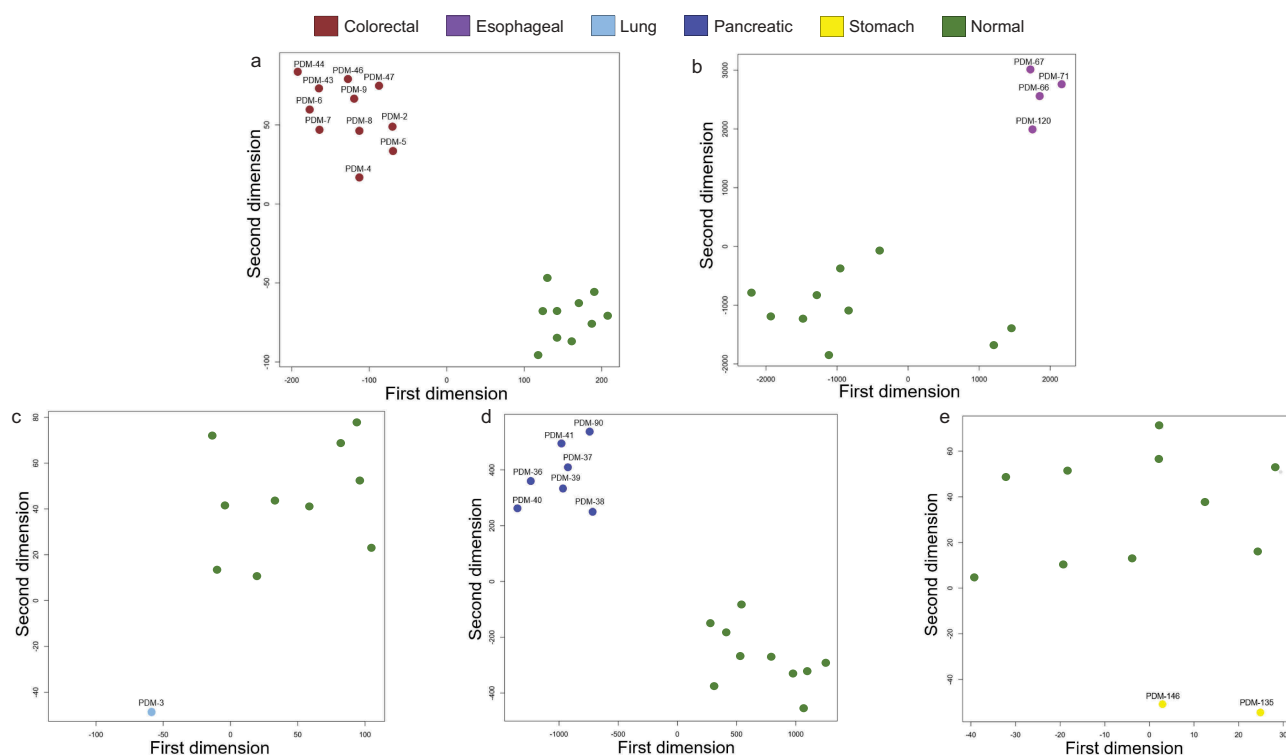 Colorectal Esophageal Lung Pancreatic Stomach Normal
a
PDM-44
PDM-46
PDM-47
PDM-43
PDM-9
PDM-6
PDM-7
PDM-8
PDM-2
PDM-5
PDM-4
50
0
-50
-100
Second dimension
-200 -100 0 100 200
First dimension
b
PDM-67
PDM-71
PDM-66
PDM-120
3000
2000
1000
0
-1000
-2000
Second dimension
-2000 -1000 0 1000 2000
First dimension
c
80
60
40
20
0
-20
-40
Second dimension
PDM-3
-100 -50 0 50 100
First dimension
d
PDM-90
PDM-41
PDM-37
PDM-36
PDM-39
PDM-40
PDM-38
400
200
0
-200
-400
Second dimension
-1000 -500 0 500 1000
First dimension
e
60
40
20
0
-20
-40
Second dimension
PDM-146
PDM-135
-40 -30 -20 -10 0 10 20 30
First dimension